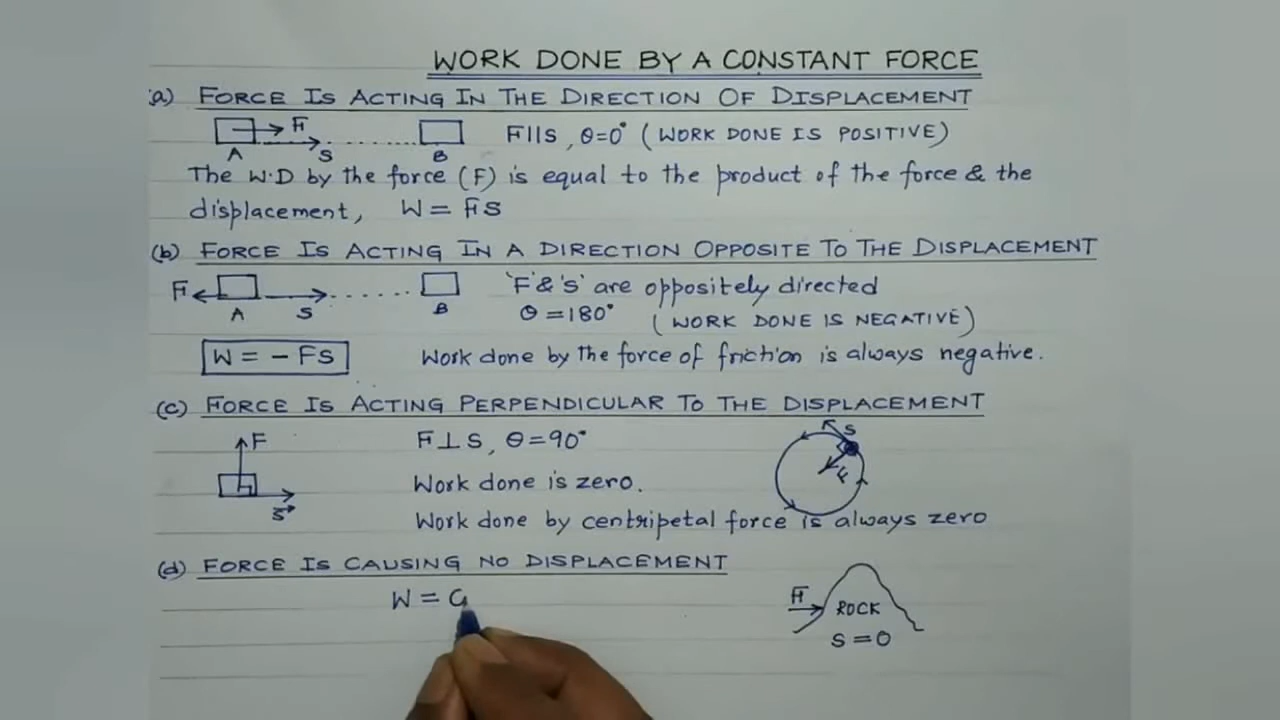 WORK DONE BY A CONSTANT FORCE
(a) FORCE IS ACTING IN THE DIRECTION OF DISPLACEMENT
F
S
A
B
F||S, θ=0° (WORK DONE IS POSITIVE)
The W.D by the force (F) is equal to the product of the force & the
displacement, W = FS
(b) FORCE IS ACTING IN A DIRECTION OPPOSITE TO THE DISPLACEMENT
F
A
S
B
'F' & 'S' are oppositely directed
θ = 180° (WORK DONE IS NEGATIVE)
W = - FS
Work done by the force of friction is always negative.
(c) FORCE IS ACTING PERPENDICULAR TO THE DISPLACEMENT
F
S
F⊥S, θ=90°
S
F
Work done is zero.
Work done by centripetal force is always zero
(d) FORCE IS CAUSING NO DISPLACEMENT
W =
F
ROCK
S = 0